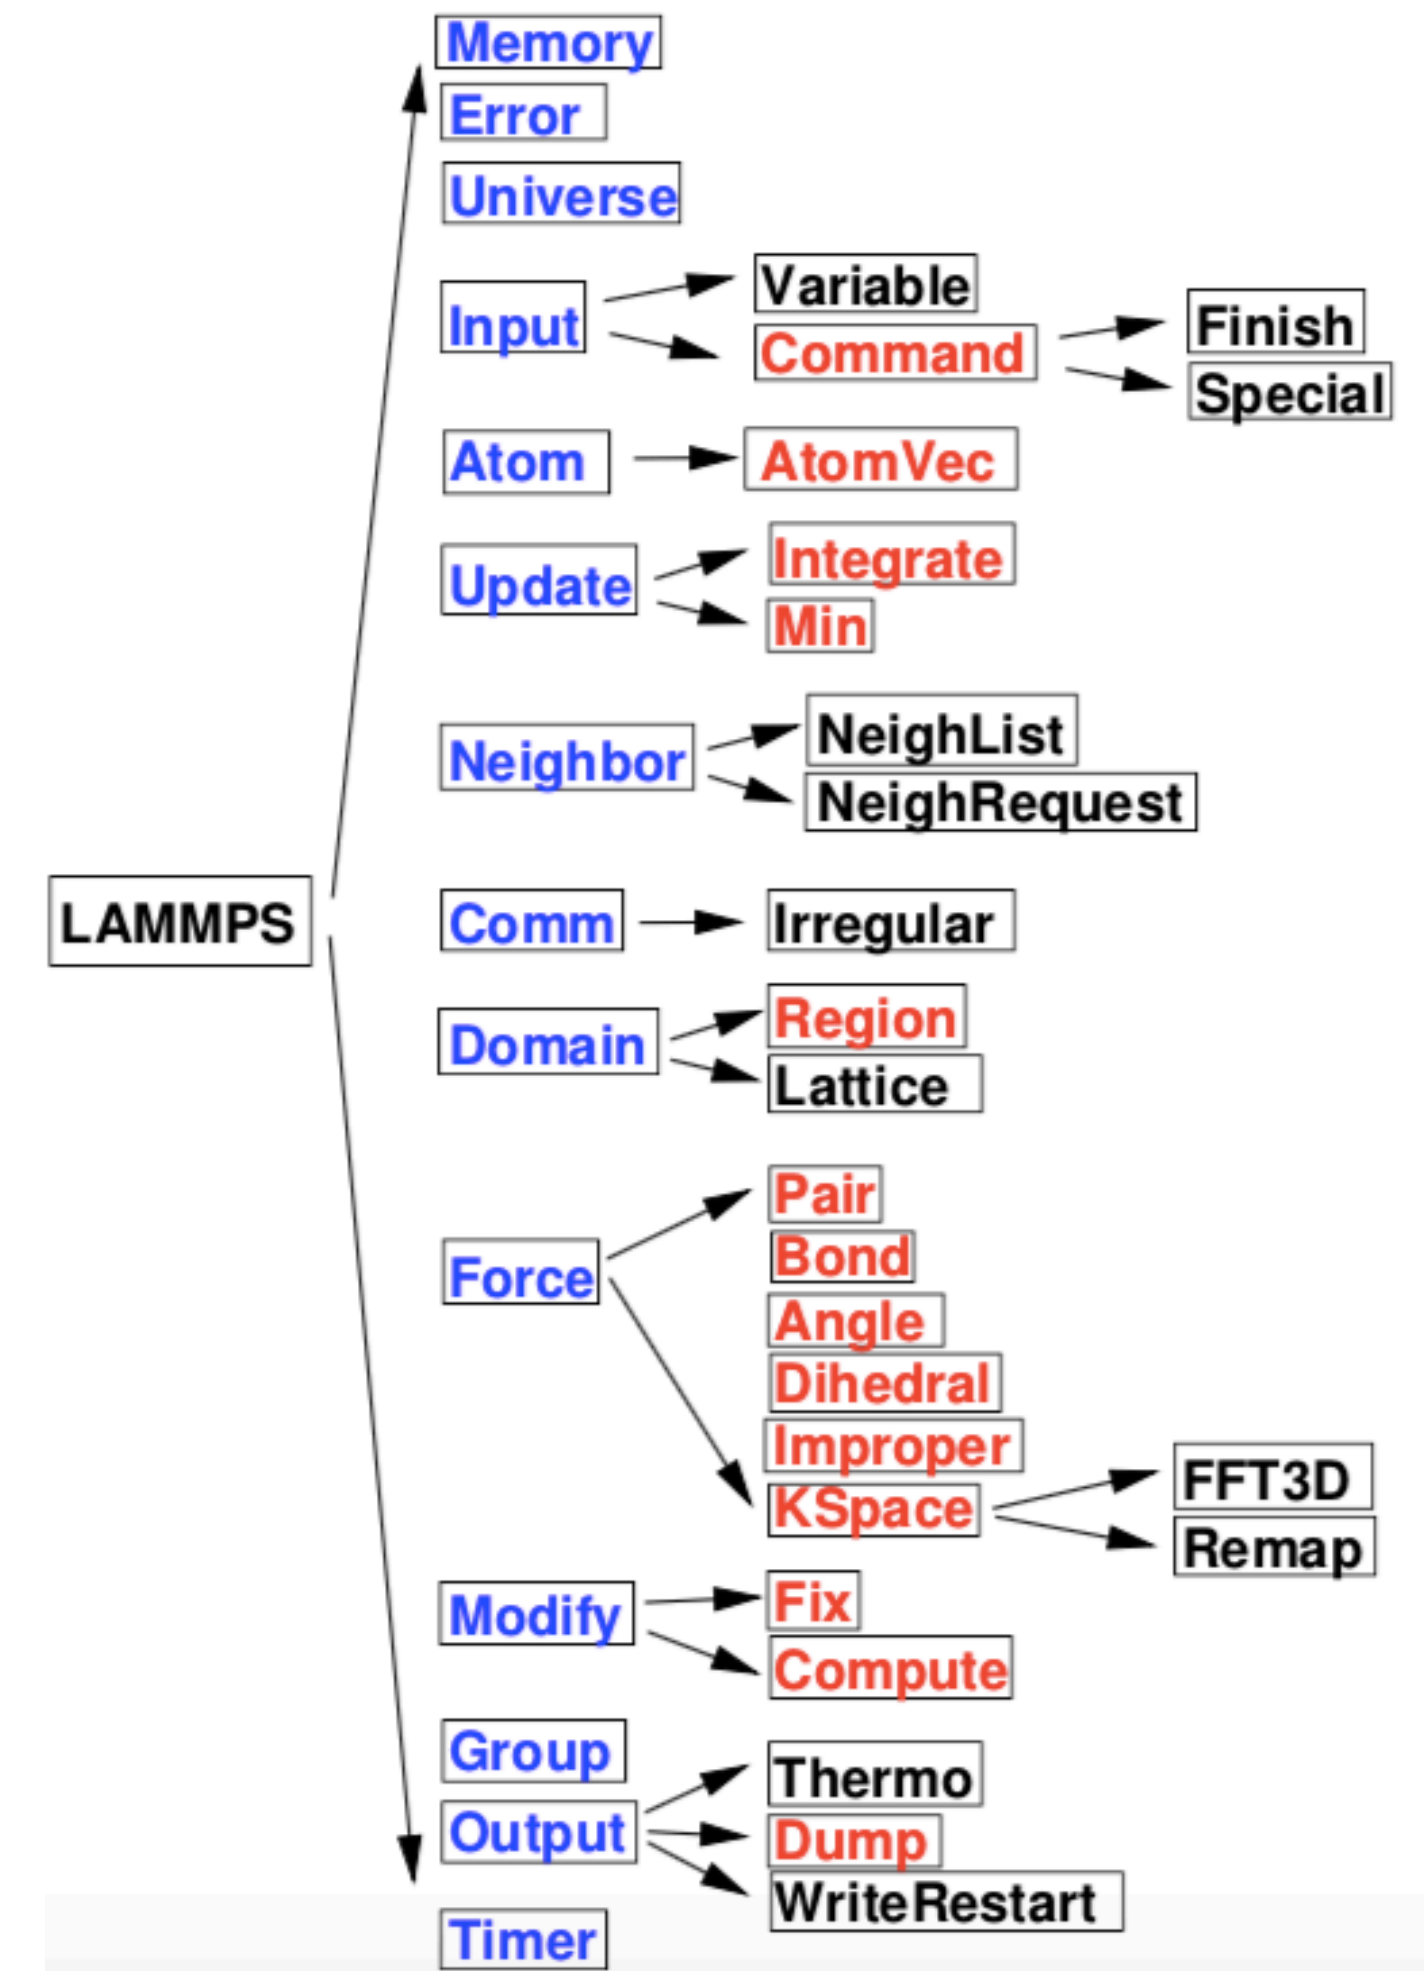 Memory
Error
Universe
Input
Variable
Command
Finish
Special
Atom
AtomVec
Update
Integrate
Min
Neighbor
NeighList
NeighRequest
LAMMPS
Comm
Irregular
Domain
Region
Lattice
Force
Pair
Bond
Angle
Dihedral
Improper
KSpace
FFT3D
Remap
Modify
Fix
Compute
Group
Output
Thermo
Dump
WriteRestart
Timer